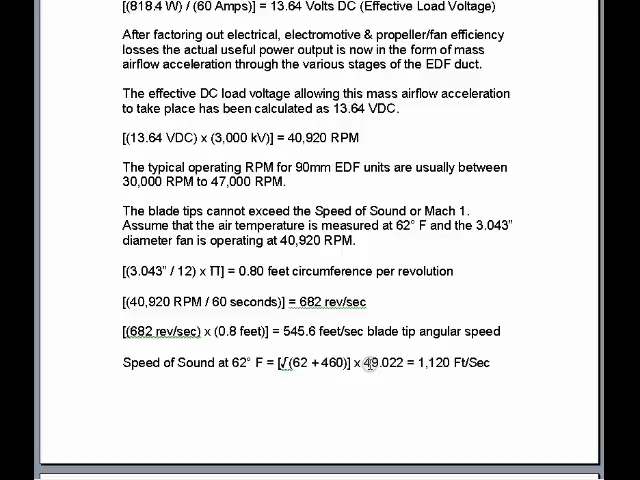 [(818.4 W) / (60 Amps)] = 13.64 Volts DC (Effective Load Voltage)
After factoring out electrical, electromotive & propeller/fan efficiency
losses the actual useful power output is now in the form of mass
airflow acceleration through the various stages of the EDF duct.
The effective DC load voltage allowing this mass airflow acceleration
to take place has been calculated as 13.64 VDC.
[(13.64 VDC) x (3,000 kV)] = 40,920 RPM
The typical operating RPM for 90mm EDF units are usually between
30,000 RPM to 47,000 RPM.
The blade tips cannot exceed the Speed of Sound or Mach 1.
Assume that the air temperature is measured at 62° F and the 3.043"
diameter fan is operating at 40,920 RPM.
[(3.043" / 12) x Π] = 0.80 feet circumference per revolution
[(40,920 RPM / 60 seconds)] = 682 rev/sec
[(682 rev/sec) x (0.8 feet)] = 545.6 feet/sec blade tip angular speed
Speed of Sound at 62° F = [√(62 + 460)] x 49.022 = 1,120 Ft/Sec